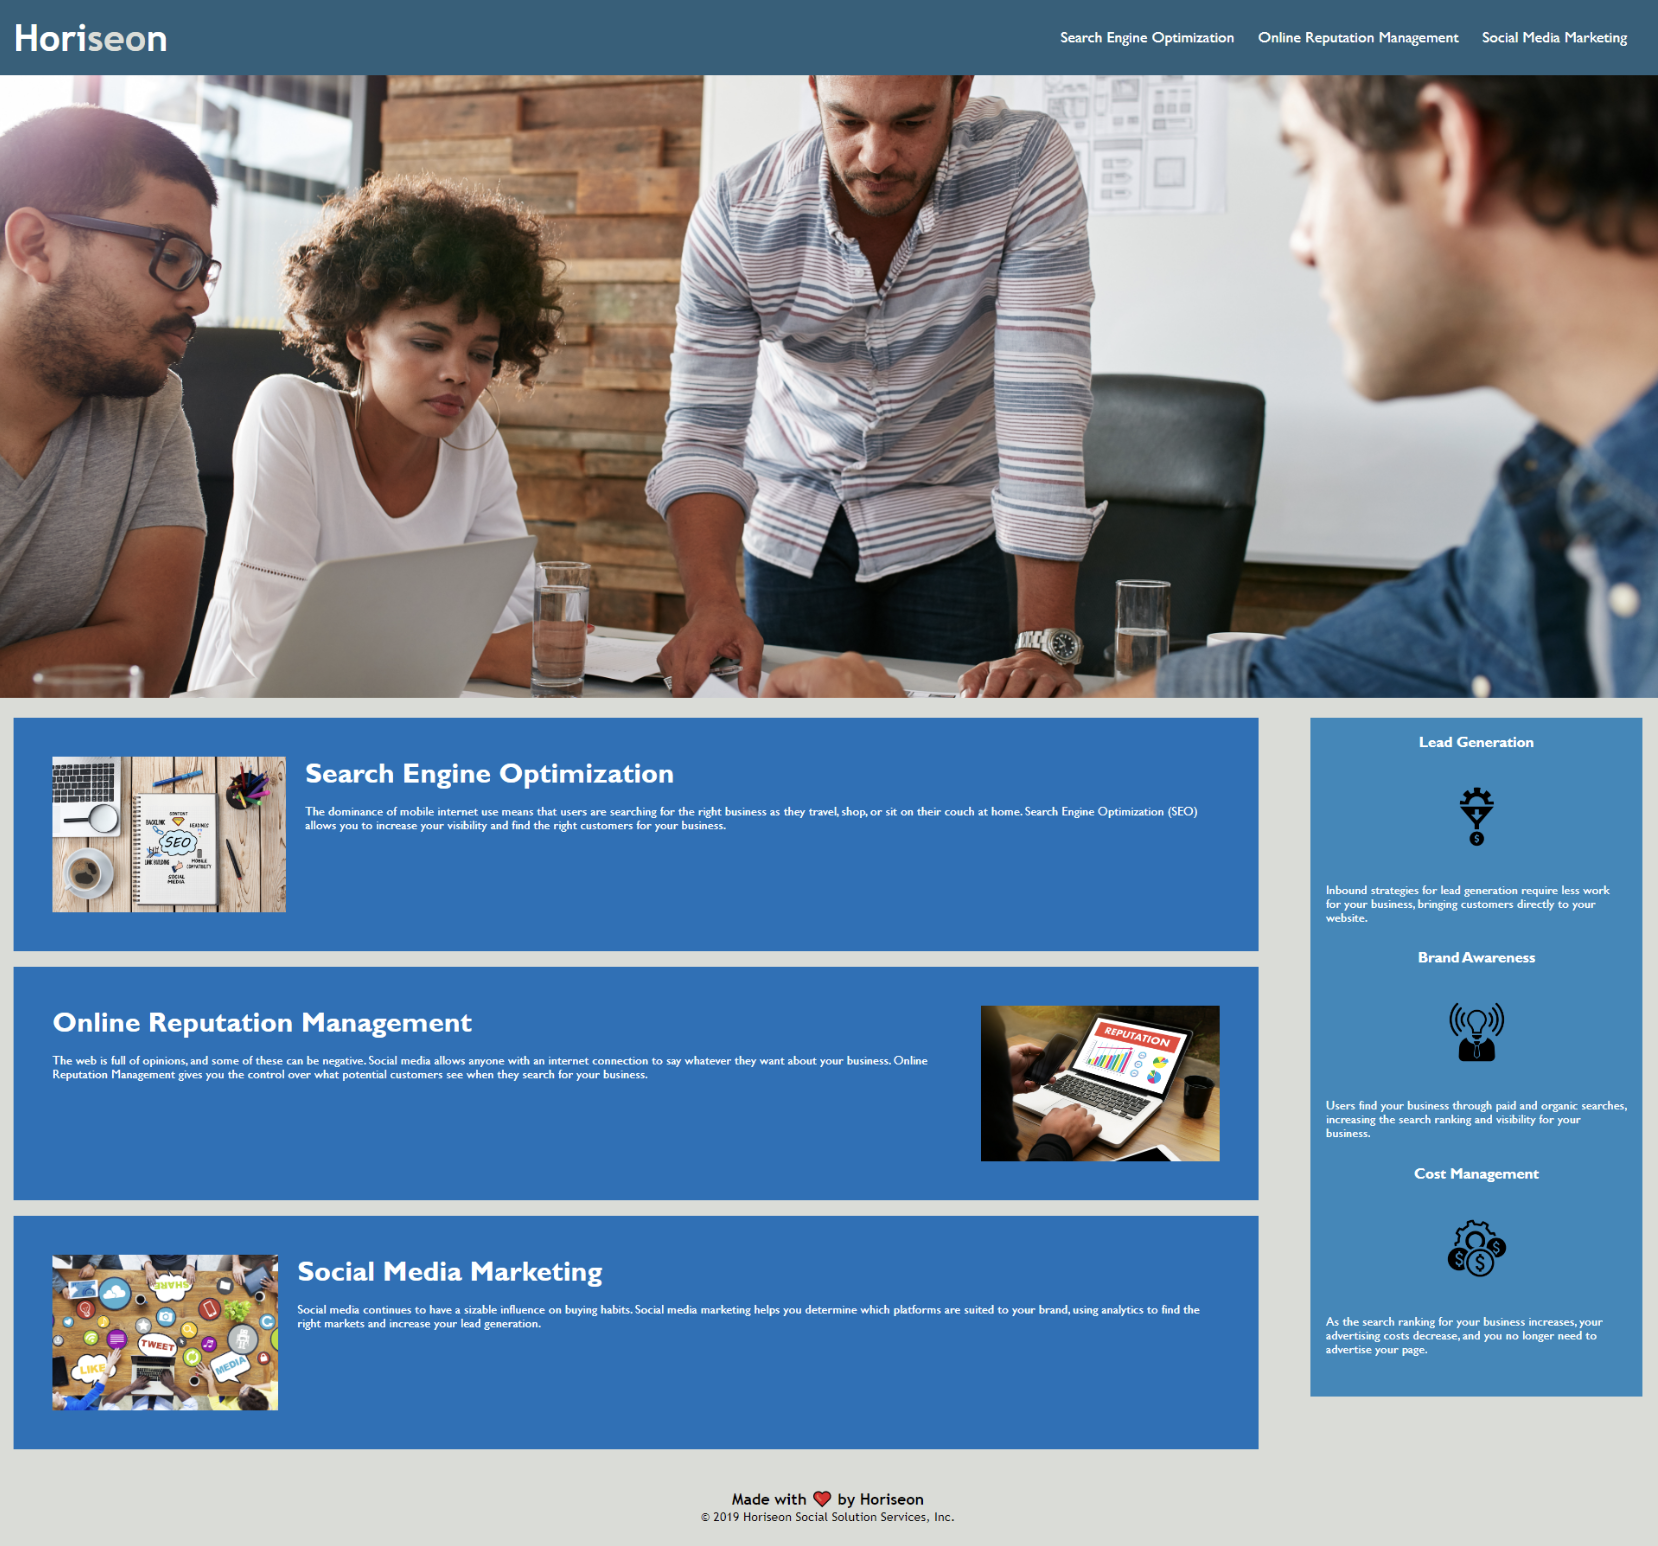 Horiseon
Search Engine Optimization
Online Reputation Management
Social Media Marketing
Search Engine Optimization
The dominance of mobile internet use means that users are searching for the right business as they travel, shop, or sit on their couch at home. Search Engine Optimization (SEO)
allows you to increase your visibility and find the right customers for your business.
CONTENT
BACKLINK
SEO
LINK BUILDING
MOBILE
COMPATIBILITY
SOCIAL
MEDIA
Online Reputation Management
The web is full of opinions, and some of these can be negative. Social media allows anyone with an internet connection to say whatever they want about your business. Online
Reputation Management gives you the control over what potential customers see when they search for your business.
REPUTATION
Social Media Marketing
Social media continues to have a sizable influence on buying habits. Social media marketing helps you determine which platforms are suited to your brand, using analytics to find the
right markets and increase your lead generation.
SHARE
TWEET
LIKE
MEDIA
Lead Generation
$
Inbound strategies for lead generation require less work
for your business, bringing customers directly to your
website.
Brand Awareness
Users find your business through paid and organic searches,
increasing the search ranking and visibility for your
business.
Cost Management
$ $ $
As the search ranking for your business increases, your
advertising costs decrease, and you no longer need to
advertise your page.
Made with ❤️ by Horiseon
© 2019 Horiseon Social Solution Services, Inc.